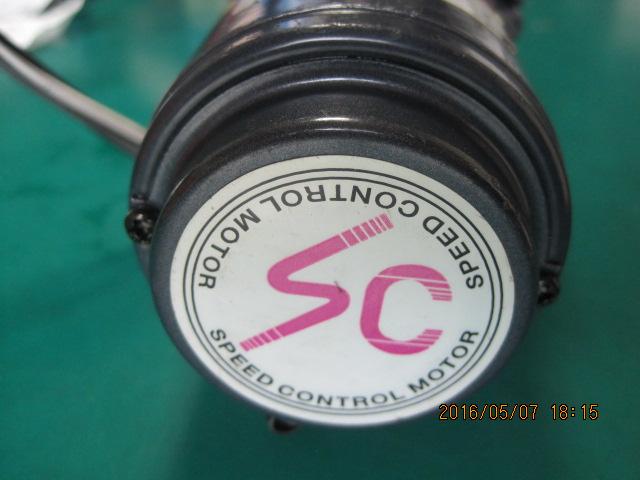 SPEED CONTROL MOTOR
SC
SPEED CONTROL MOTOR
2016/05/07 18:15